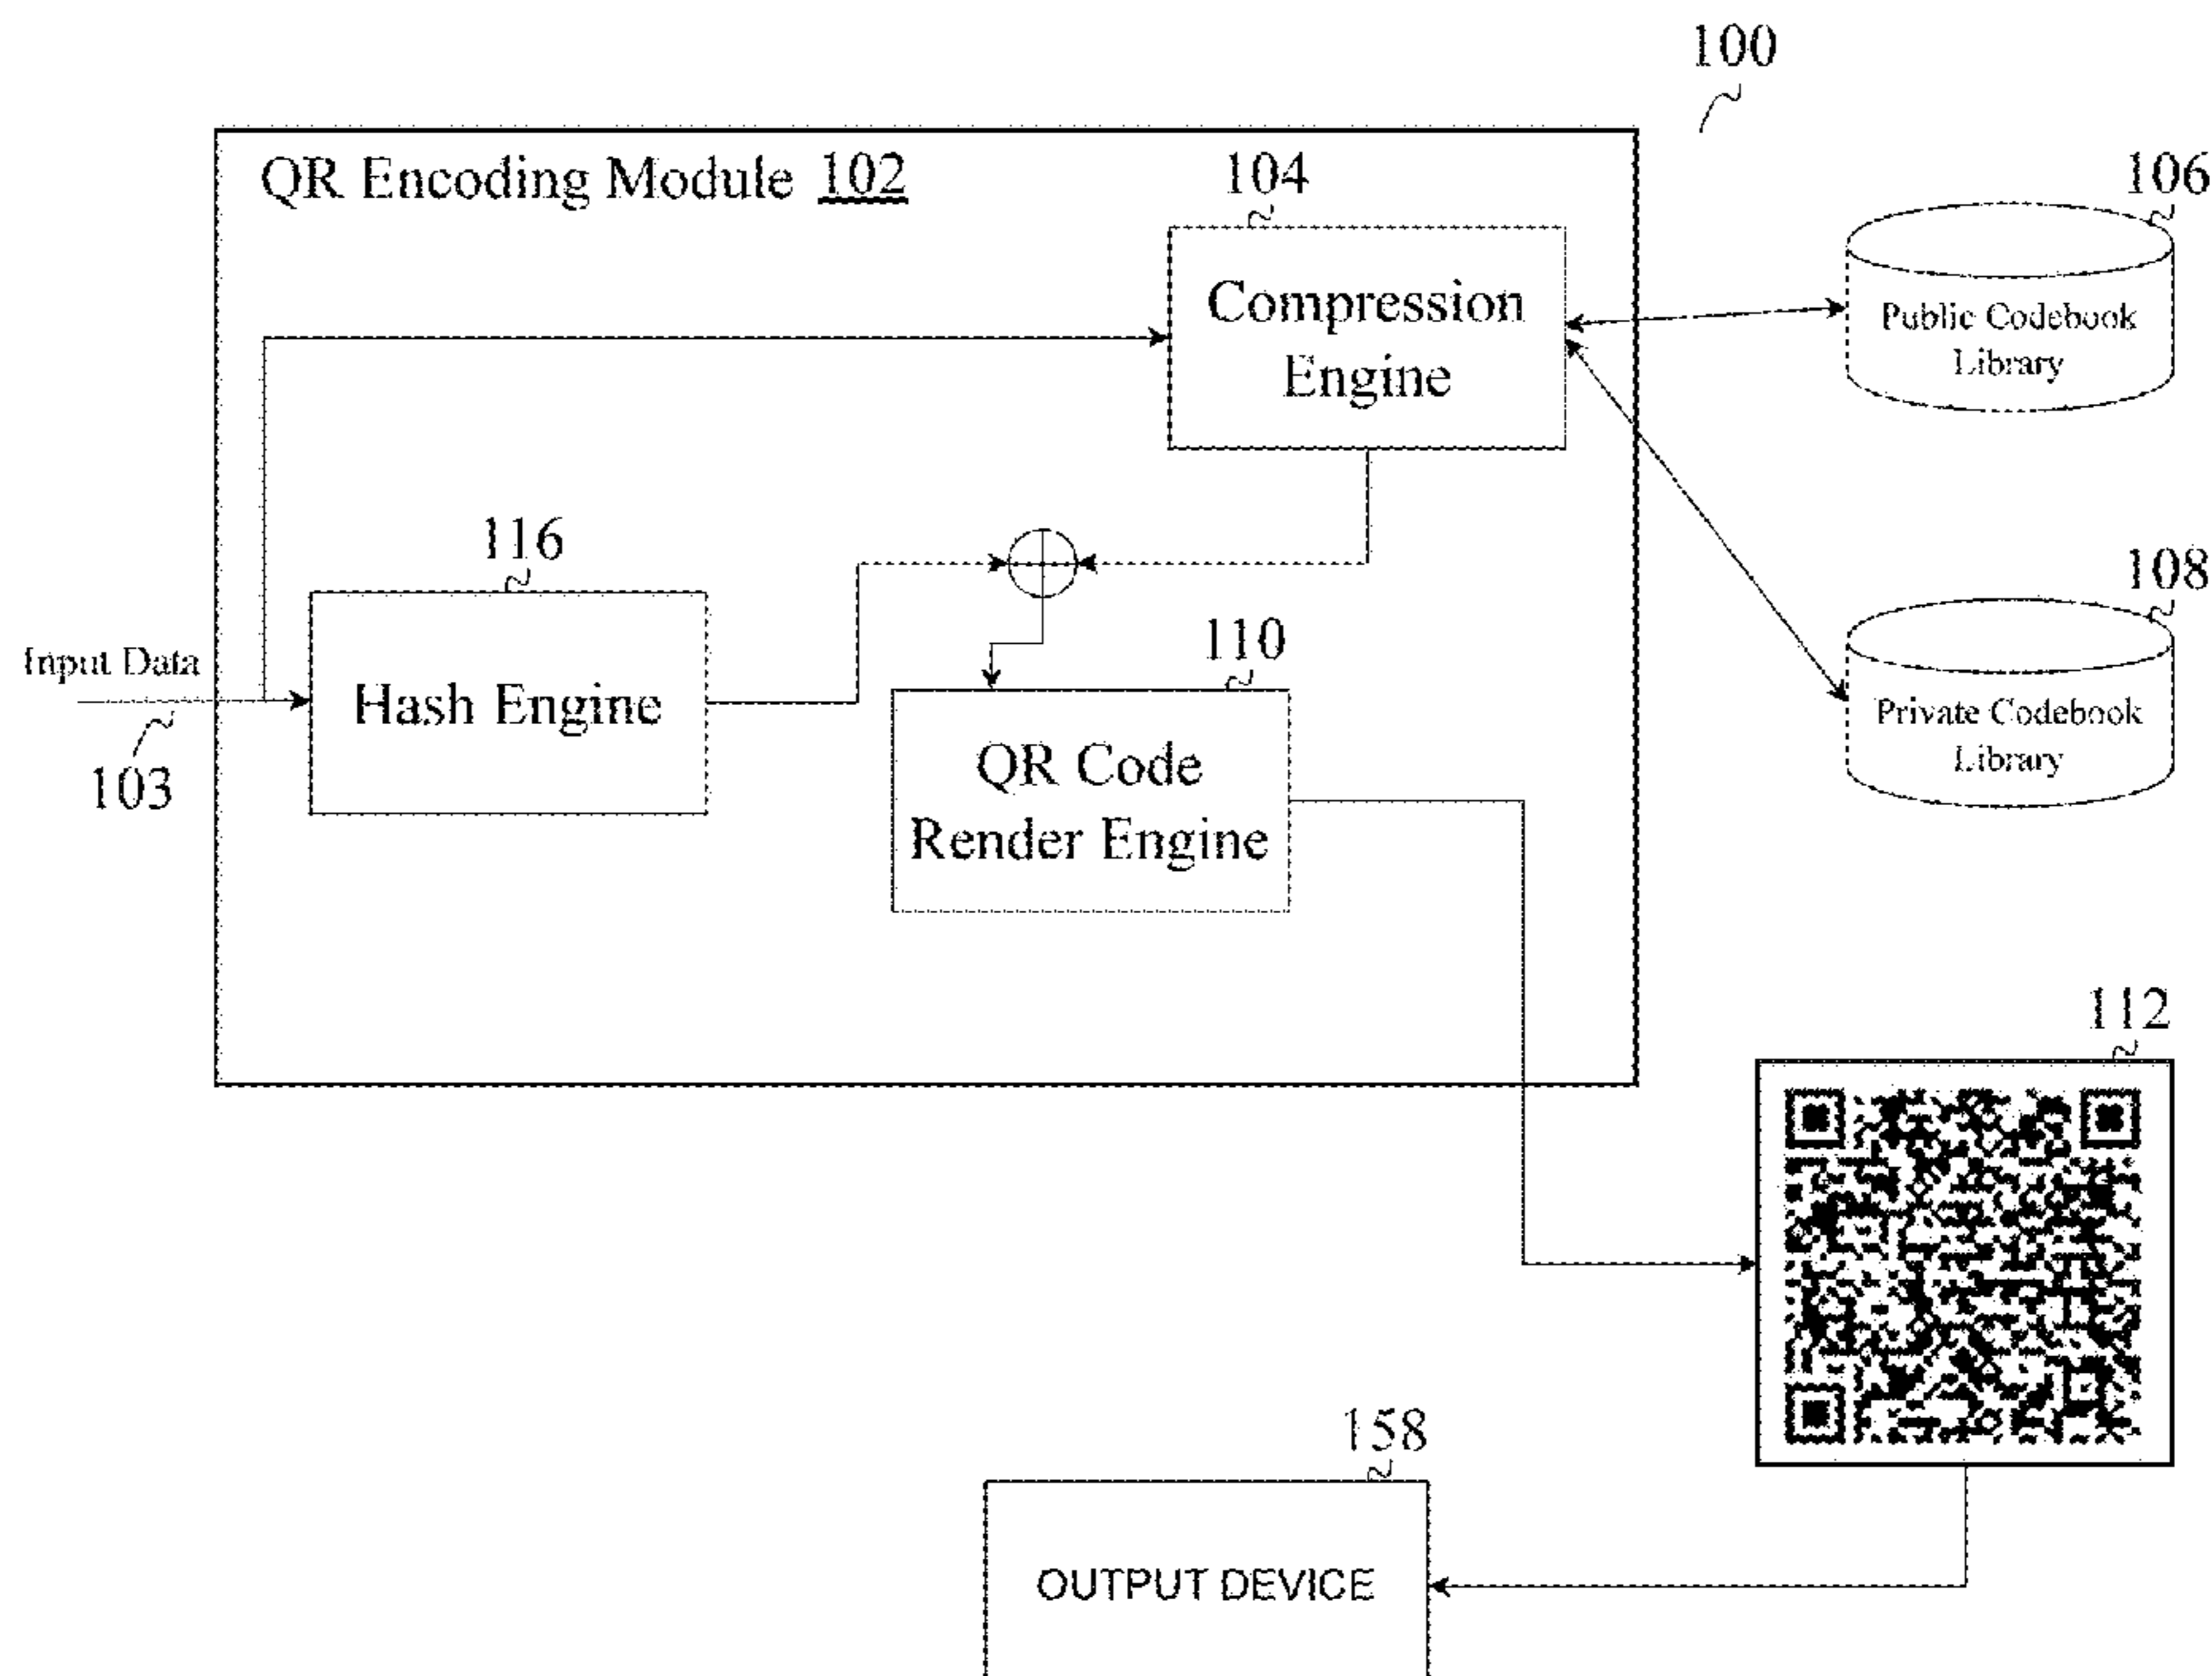 100
QR Encoding Module 102
104
106
Compression
Engine
Public Codebook
Library
116
108
Input Data
103
Hash Engine
110
QR Code
Render Engine
Private Codebook
Library
112
158
OUTPUT DEVICE